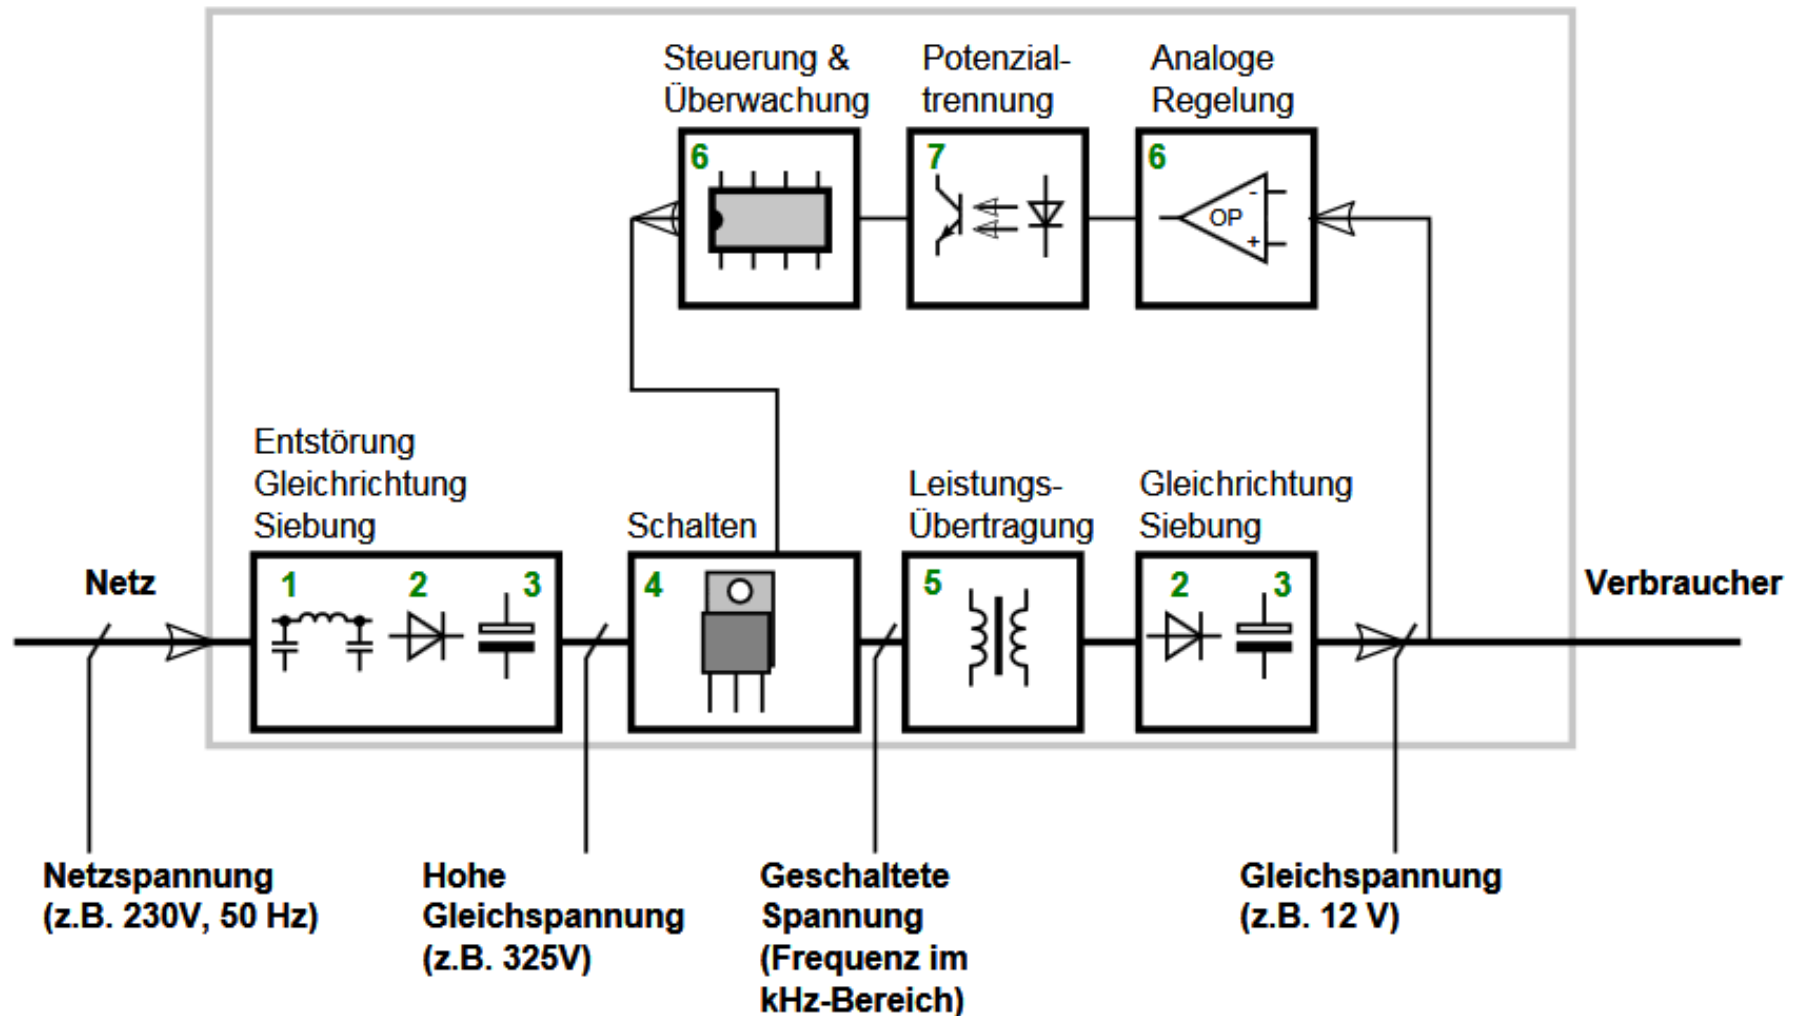 Steuerung &
Überwachung
Potenzial-
trennung
Analoge
Regelung
6
7
6
-
OP
+
Entstörung
Gleichrichtung
Siebung
Schalten
Leistungs-
Übertragung
Gleichrichtung
Siebung
Netz
1 2 3
4
5
2 3
Verbraucher
Netzspannung
(z.B. 230V, 50 Hz)
Hohe
Gleichspannung
(z.B. 325V)
Geschaltete
Spannung
(Frequenz im
kHz-Bereich)
Gleichspannung
(z.B. 12 V)